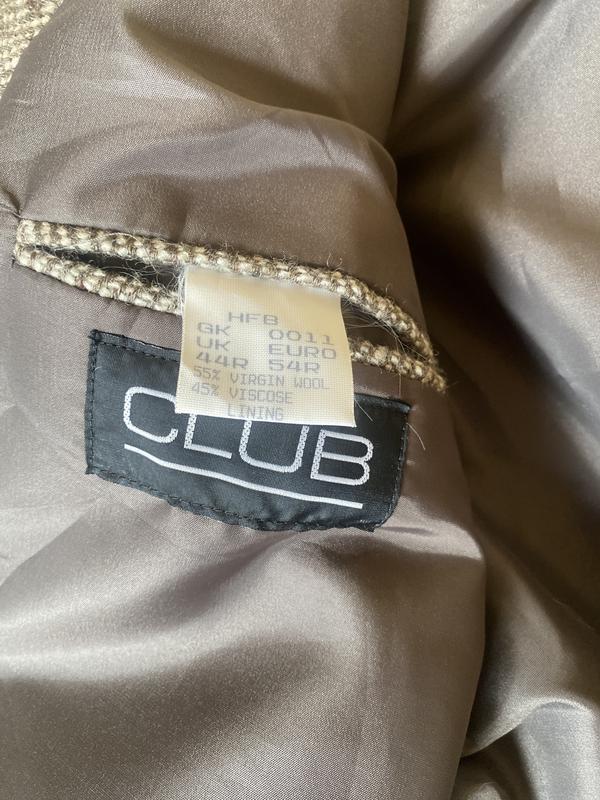 HFB
GK 0011
UK EURO
44R 54R
55% VIRGIN WOOL
45% VISCOSE
LINING
CLUB